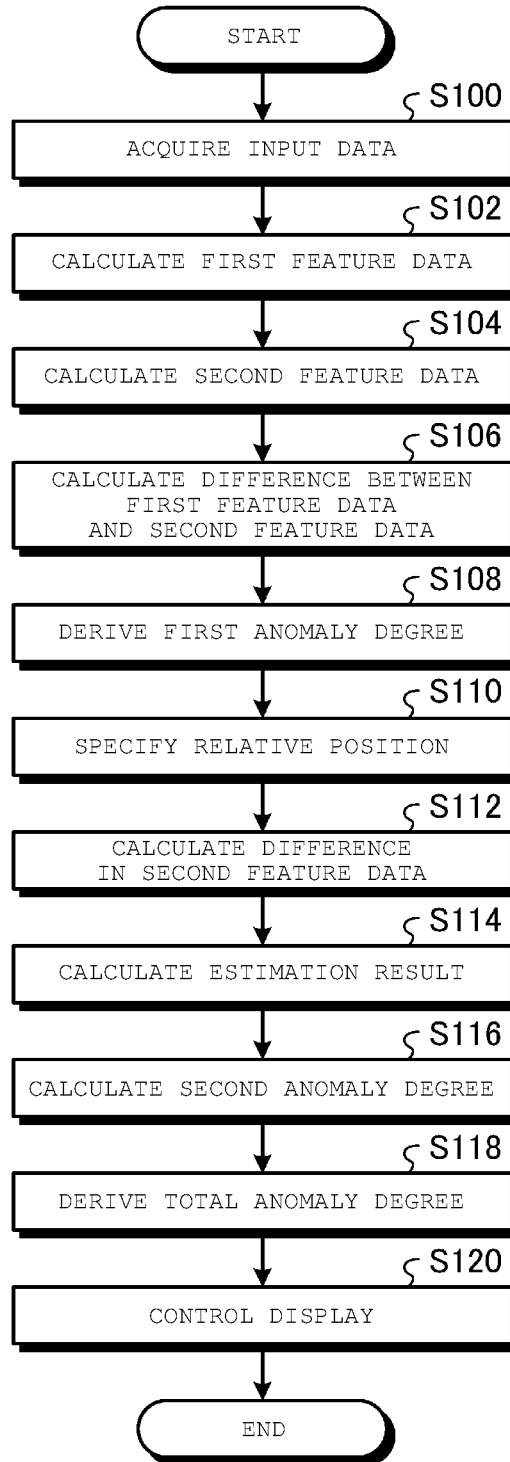 START
S100
ACQUIRE INPUT DATA
S102
CALCULATE FIRST FEATURE DATA
S104
CALCULATE SECOND FEATURE DATA
S106
CALCULATE DIFFERENCE BETWEEN
FIRST FEATURE DATA
AND SECOND FEATURE DATA
S108
DERIVE FIRST ANOMALY DEGREE
S110
SPECIFY RELATIVE POSITION
S112
CALCULATE DIFFERENCE
IN SECOND FEATURE DATA
S114
CALCULATE ESTIMATION RESULT
S116
CALCULATE SECOND ANOMALY DEGREE
S118
DERIVE TOTAL ANOMALY DEGREE
S120
CONTROL DISPLAY
END